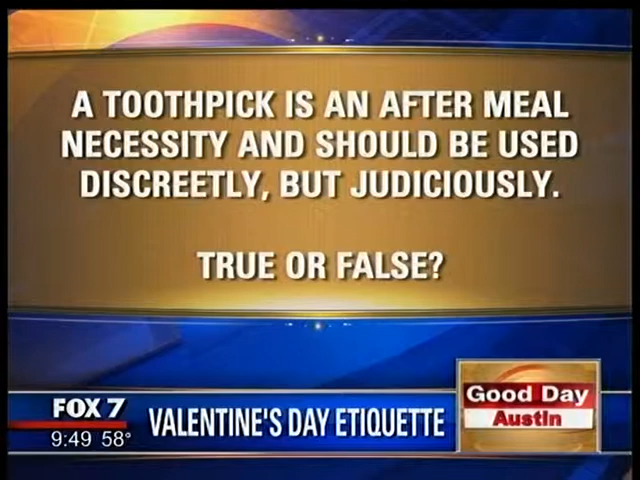 A TOOTHPICK IS AN AFTER MEAL
NECESSITY AND SHOULD BE USED
DISCREETLY, BUT JUDICIOUSLY.
TRUE OR FALSE?
FOX 7
9:49 58°
VALENTINE'S DAY ETIQUETTE
Good Day
Austin